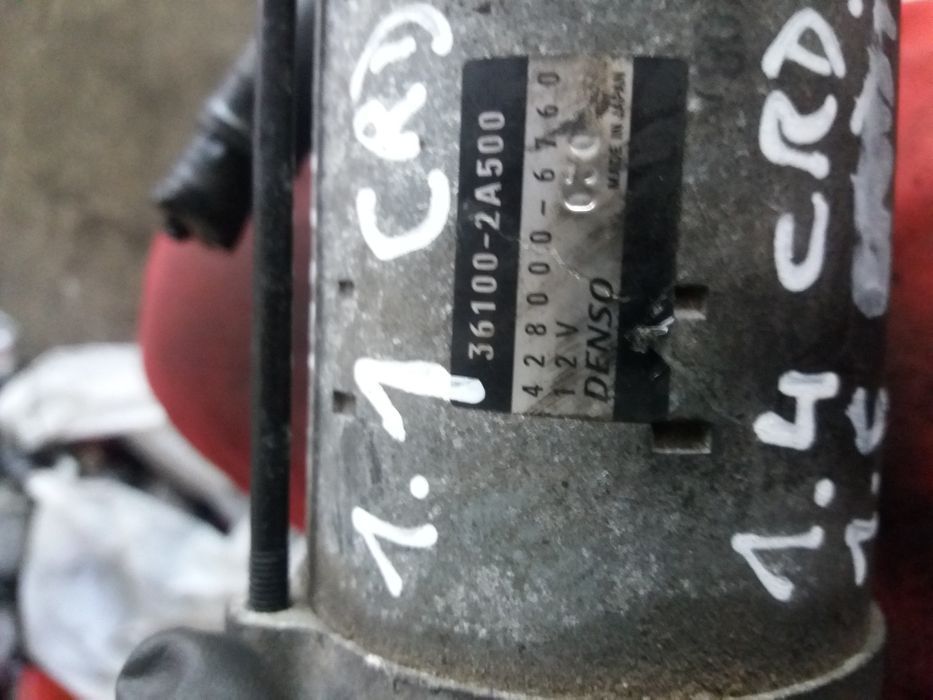 1.1 CRD
36100-2A500
428000-6760
12V
DENSO
MADE IN JAPAN
1.4 CRD